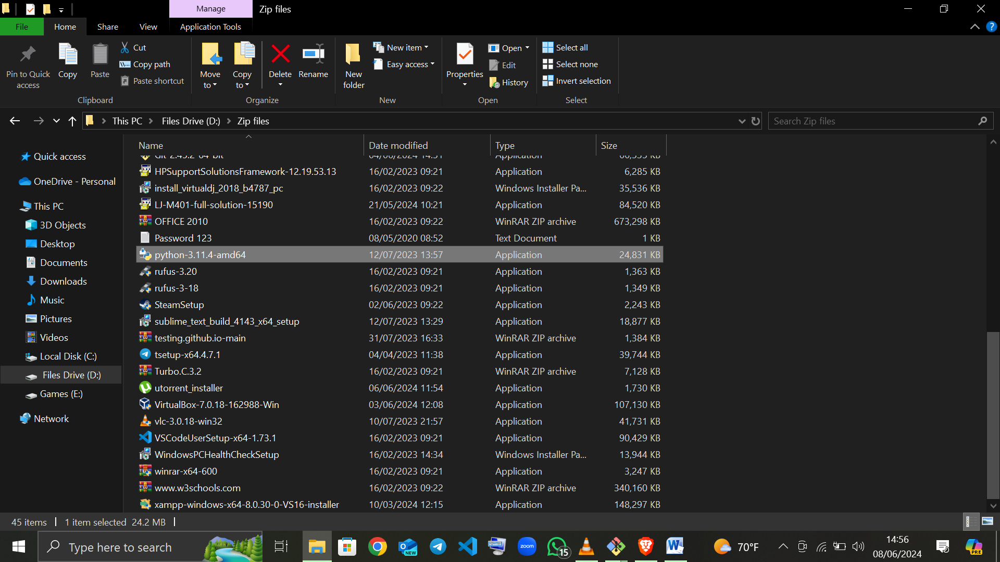 Manage
Zip files
File
Home
Share
View
Application Tools
Pin to Quick access
Copy
Paste
Cut
Copy path
Paste shortcut
Clipboard
Move to
Copy to
Delete
Rename
Organize
New folder
New item
Easy access
New
Properties
Open
Edit
History
Open
Select all
Select none
Invert selection
Select
This PC
Files Drive (D:)
Zip files
Search Zip files
Quick access
OneDrive - Personal
This PC
3D Objects
Desktop
Documents
Downloads
Music
Pictures
Videos
Local Disk (C:)
Files Drive (D:)
Games (E:)
Network
Name Date modified Type Size
Git-2.45.2-64-bit 04/06/2024 14:51 Application 66,555 KB
HPSupportSolutionsFramework-12.19.53.13 16/02/2023 09:21 Application 6,285 KB
install_virtualdj_2018_b4787_pc 16/02/2023 09:22 Windows Installer Pa... 35,536 KB
LJ-M401-full-solution-15190 21/05/2024 10:21 Application 84,520 KB
OFFICE 2010 16/02/2023 09:22 WinRAR ZIP archive 673,298 KB
Password 123 08/05/2020 08:52 Text Document 1 KB
python-3.11.4-amd64 12/07/2023 13:57 Application 24,831 KB
rufus-3.20 16/02/2023 09:21 Application 1,363 KB
rufus-3-18 16/02/2023 09:21 Application 1,349 KB
SteamSetup 02/06/2023 09:22 Application 2,243 KB
sublime_text_build_4143_x64_setup 12/07/2023 13:29 Application 18,877 KB
testing.github.io-main 31/07/2023 16:33 WinRAR ZIP archive 1,384 KB
tsetup-x64.4.7.1 04/04/2023 11:38 Application 39,744 KB
Turbo.C.3.2 16/02/2023 09:21 WinRAR ZIP archive 7,128 KB
utorrent_installer 06/06/2024 11:54 Application 1,730 KB
VirtualBox-7.0.18-162988-Win 03/06/2024 12:08 Application 107,130 KB
vlc-3.0.18-win32 10/07/2023 21:57 Application 41,731 KB
VSCodeUserSetup-x64-1.73.1 16/02/2023 09:21 Application 90,429 KB
WindowsPCHealthCheckSetup 16/02/2023 14:34 Windows Installer Pa... 13,944 KB
winrar-x64-600 16/02/2023 09:21 Application 3,247 KB
www.w3schools.com 16/02/2023 09:22 WinRAR ZIP archive 340,160 KB
xampp-windows-x64-8.0.30-0-VS16-installer 10/03/2024 12:15 Application 148,297 KB
45 items
1 item selected 24.2 MB
Type here to search
NEW
zoom
15
70°F
14:56
08/06/2024
PRE